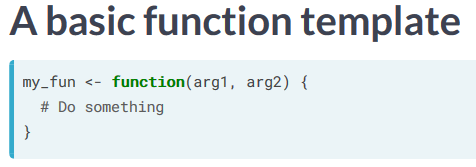 A basic function template
my_fun <- function(arg1, arg2) {
  # Do something
}